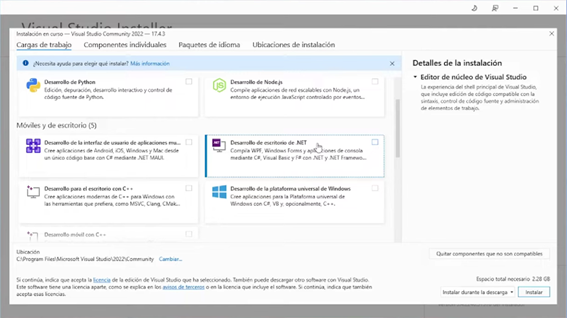 Visual Studio Installer
Instalación en curso — Visual Studio Community 2022 — 17.4.3
Cargas de trabajo
Componentes individuales
Paquetes de idioma
Ubicaciones de instalación
¿Necesita ayuda para elegir qué instalar? Más información
Desarrollo de Python
Edición, depuración, desarrollo interactivo y control de
código fuente de Python.
Desarrollo de Node.js
Compile aplicaciones de red escalables con Node.js, un
entorno de ejecución JavaScript controlado por eventos...
Móviles y de escritorio (5)
Desarrollo de la interfaz de usuario de aplicaciones mu...
Cree aplicaciones de Android, iOS, Windows y Mac desde
un único código base con C# mediante .NET MAUI.
Desarrollo de escritorio de .NET
Compila WPF, Windows Forms y aplicaciones de consola
mediante C#, Visual Basic y F# con .NET y .NET Framewo...
Desarrollo para el escritorio con C++
Cree aplicaciones modernas de C++ para Windows con
las herramientas que prefiera, como MSVC, Clang, CMak...
Desarrollo de la plataforma universal de Windows
Cree aplicaciones para la Plataforma universal de
Windows con C#, VB y, opcionalmente, C++.
Desarrollo móvil con C++
Detalles de la instalación
Editor de núcleo de Visual Studio
La experiencia del shell principal de Visual Studio,
que incluye edición de código compatible con la
sintaxis, control de código fuente y administración
de elementos de trabajo.
Ubicación
C:\Program Files\Microsoft Visual Studio\2022\Community
Cambiar...
Quitar componentes que no son compatibles
Si continúa, indica que acepta la licencia de la edición de Visual Studio que ha seleccionado. También puede descargar otro software con Visual Studio.
Este software tiene licencia aparte, como se explica en los avisos de terceros o en la licencia que incluye el software. Si continúa, indica que también
acepta esas licencias.
Espacio total necesario 2.28 GB
Instalar durante la descarga
Instalar